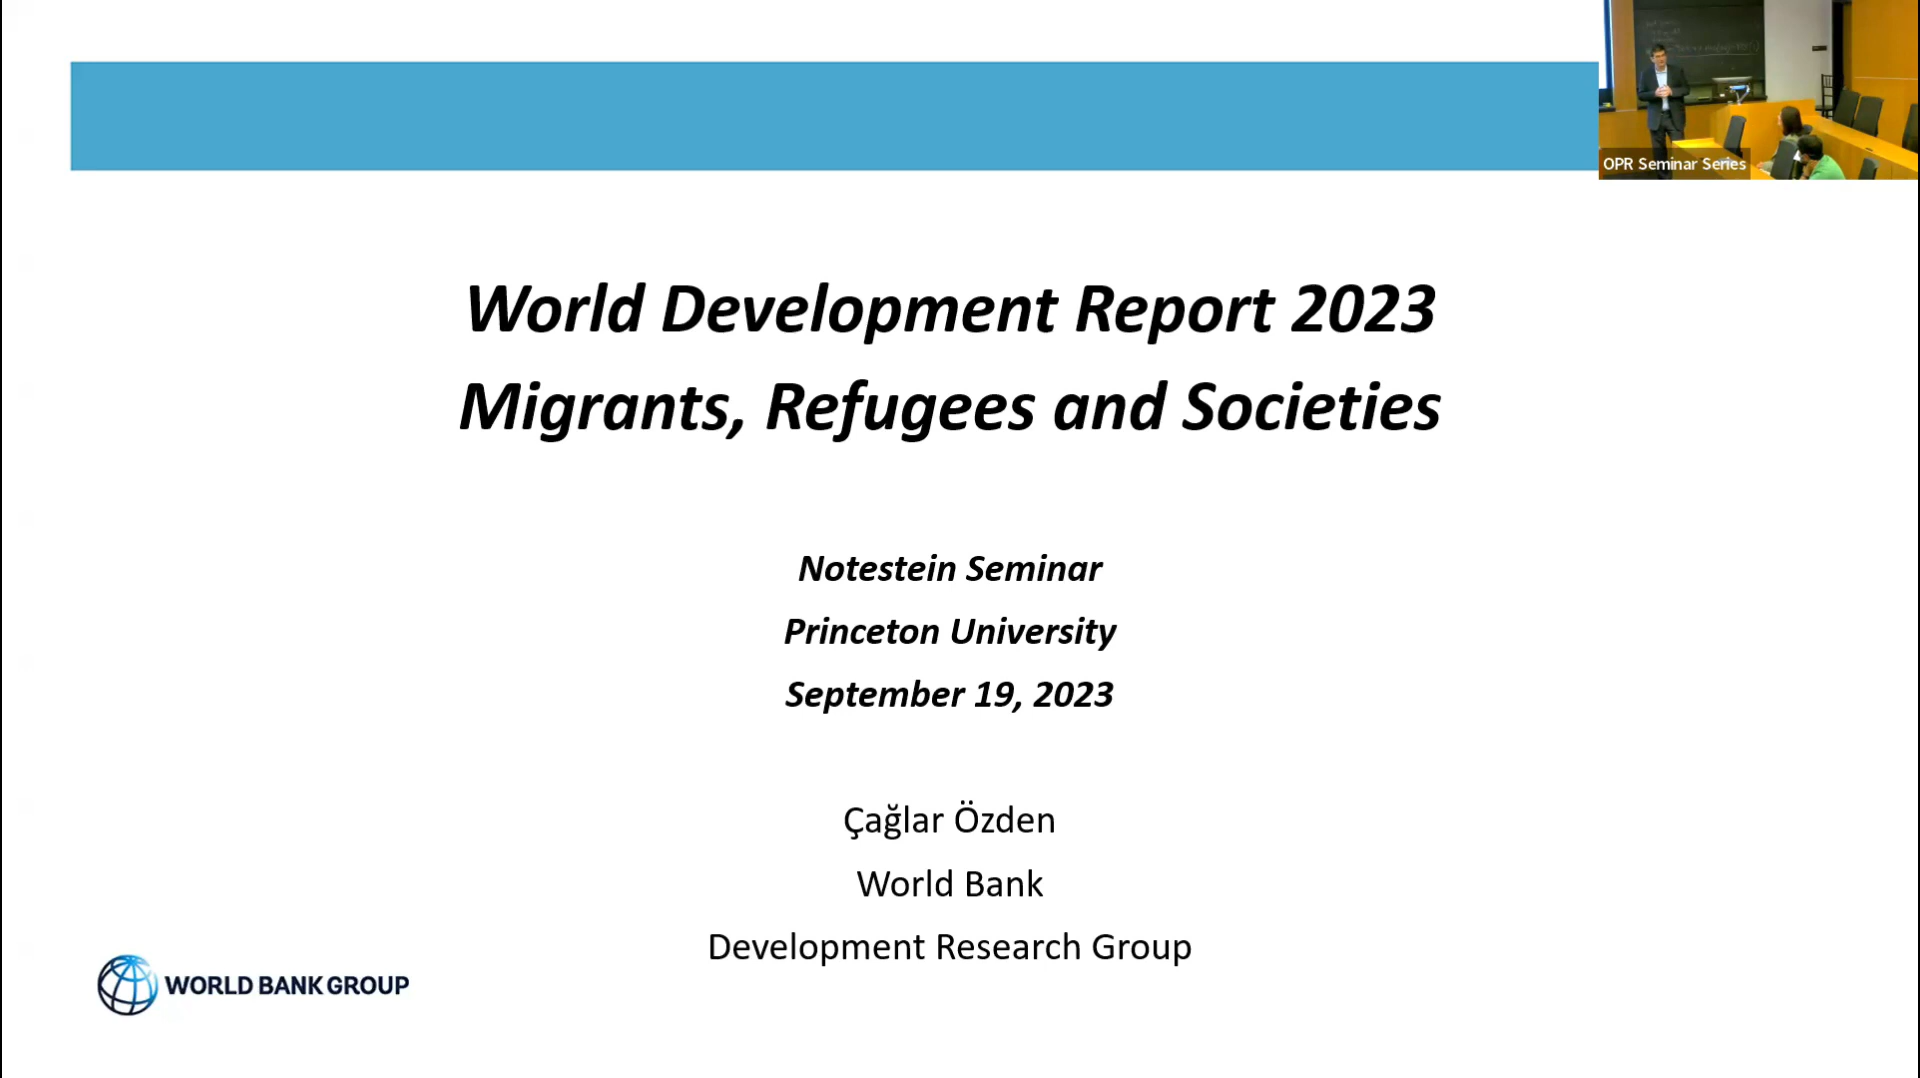 OPR Seminar Series
World Development Report 2023
Migrants, Refugees and Societies
Notestein Seminar
Princeton University
September 19, 2023
Çağlar Özden
World Bank
Development Research Group
WORLD BANK GROUP